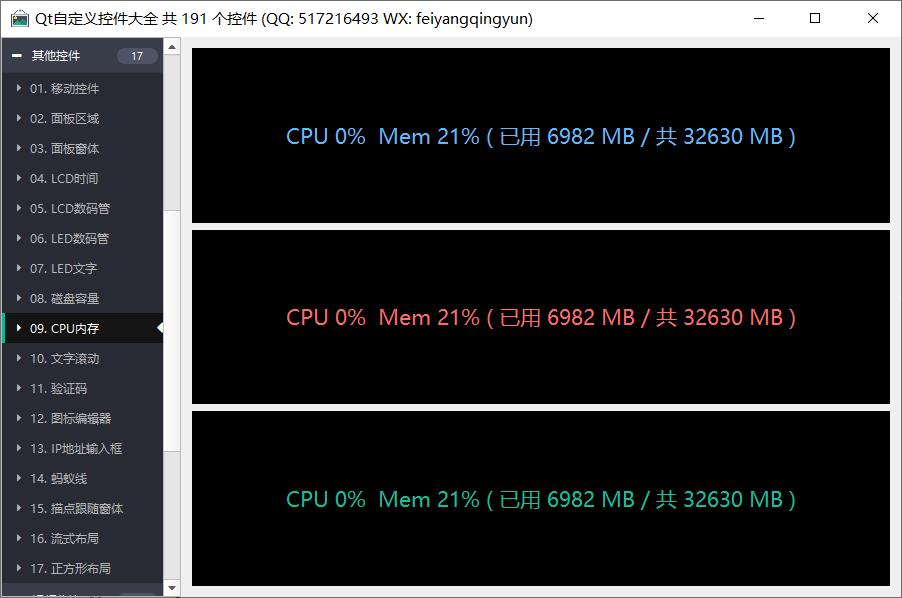 Qt自定义控件大全 共 191 个控件 (QQ: 517216493 WX: feiyangqingyun)
其他控件 17
01. 移动控件
02. 面板区域
03. 面板窗体
04. LCD时间
05. LCD数码管
06. LED数码管
07. LED文字
08. 磁盘容量
09. CPU内存
10. 文字滚动
11. 验证码
12. 图标编辑器
13. IP地址输入框
14. 蚂蚁线
15. 描点跟随窗体
16. 流式布局
17. 正方形布局
CPU 0% Mem 21% ( 已用 6982 MB / 共 32630 MB )
CPU 0% Mem 21% ( 已用 6982 MB / 共 32630 MB )
CPU 0% Mem 21% ( 已用 6982 MB / 共 32630 MB )